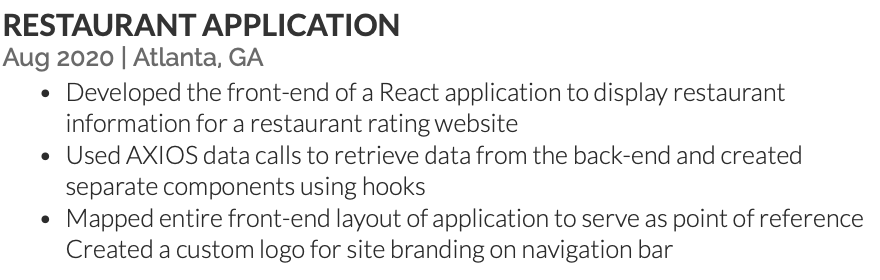 RESTAURANT APPLICATION
Aug 2020 | Atlanta, GA
• Developed the front-end of a React application to display restaurant
information for a restaurant rating website
• Used AXIOS data calls to retrieve data from the back-end and created
separate components using hooks
• Mapped entire front-end layout of application to serve as point of reference
Created a custom logo for site branding on navigation bar